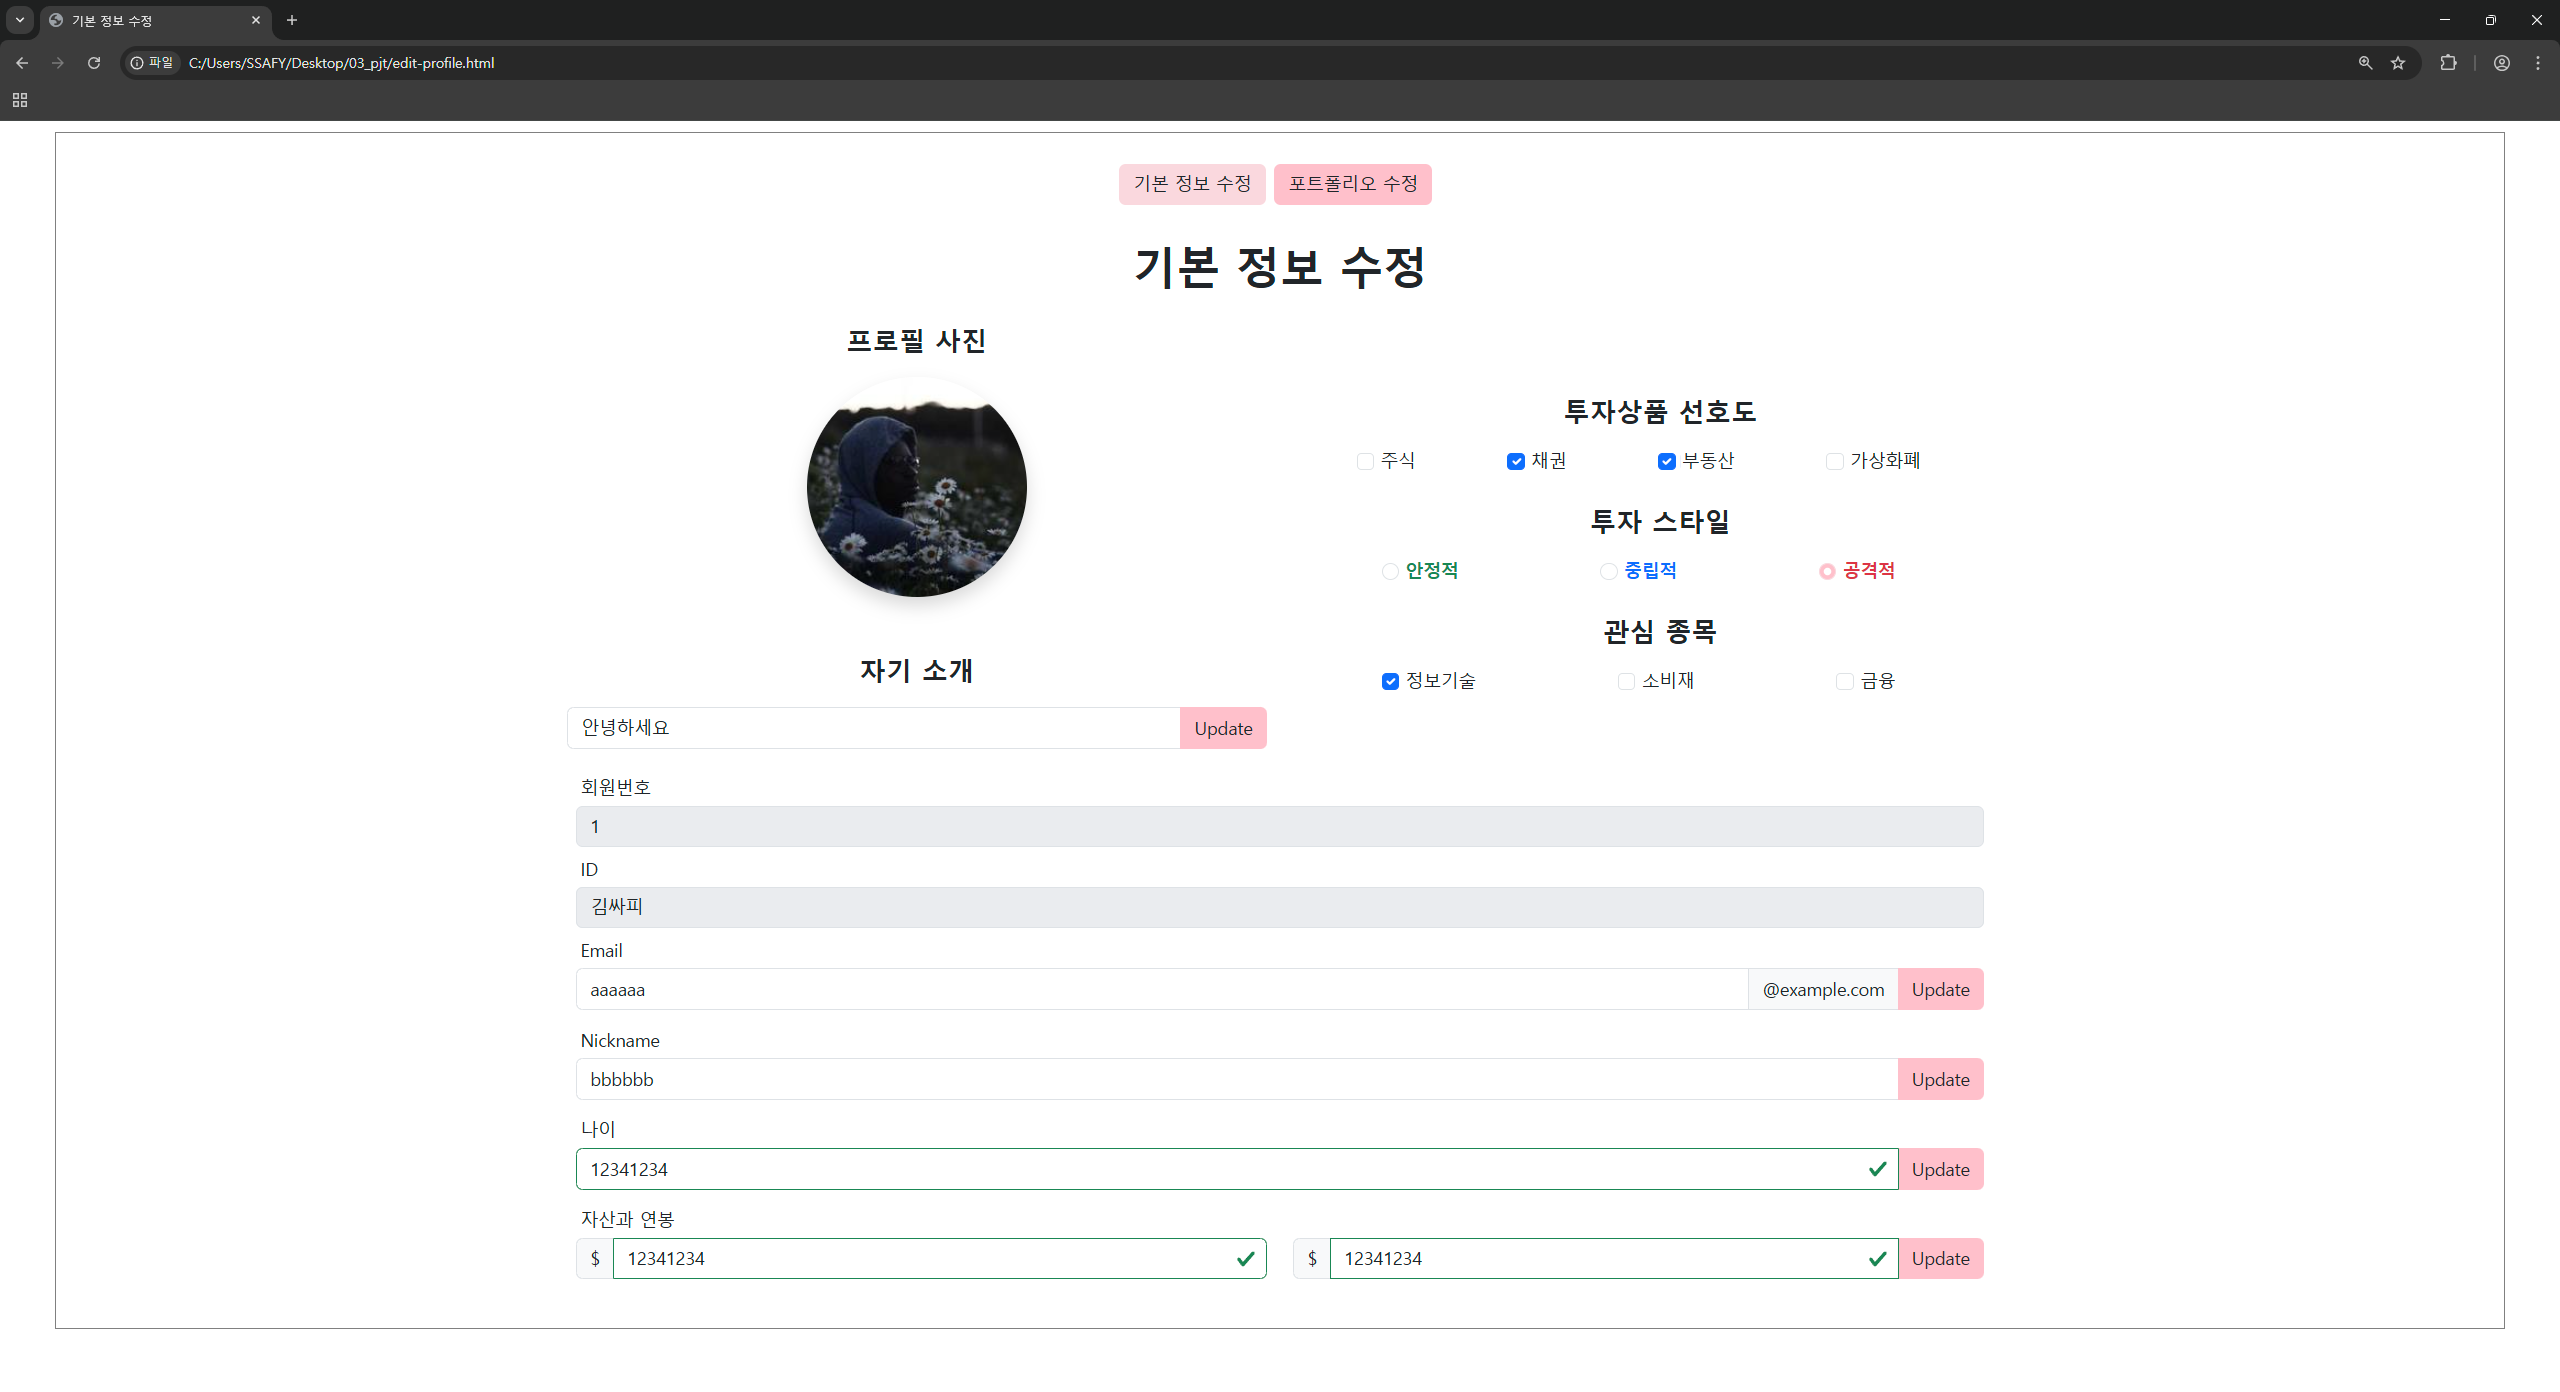 기본 정보 수정
파일 C:/Users/SSAFY/Desktop/03_pjt/edit-profile.html
기본 정보 수정 포트폴리오 수정
기본 정보 수정
프로필 사진
자기 소개
안녕하세요 Update
투자상품 선호도
주식 채권 부동산 가상화폐
투자 스타일
안정적 중립적 공격적
관심 종목
정보기술 소비재 금융
회원번호
1
ID
김싸피
Email
aaaaaa @example.com Update
Nickname
bbbbbb Update
나이
12341234 Update
자산과 연봉
$ 12341234 $ 12341234 Update